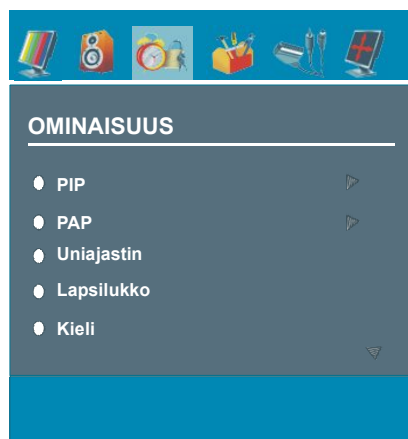 OMINAISUUS
PIP
PAP
Uniajastin
Lapsilukko
Kieli